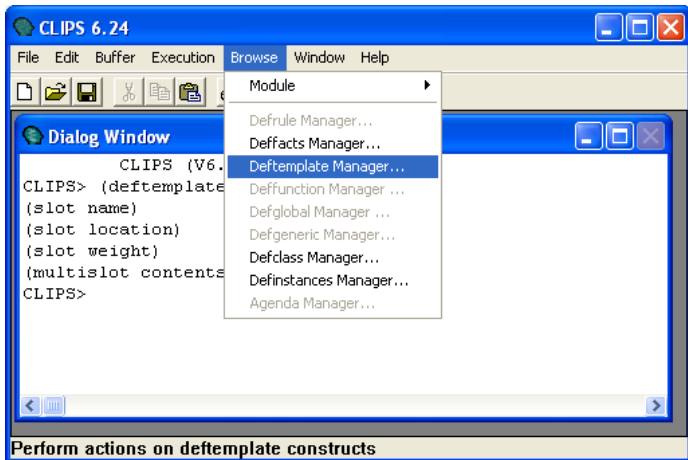 CLIPS 6.24
File Edit Buffer Execution Browse Window Help
Module
Defrule Manager...
Deffacts Manager...
Deftemplate Manager...
Deffunction Manager ...
Defglobal Manager ...
Defgeneric Manager...
Defclass Manager...
Definstances Manager...
Agenda Manager...
Dialog Window
CLIPS (V6.
CLIPS> (deftemplate
(slot name)
(slot location)
(slot weight)
(multislot contents
CLIPS>
Perform actions on deftemplate constructs